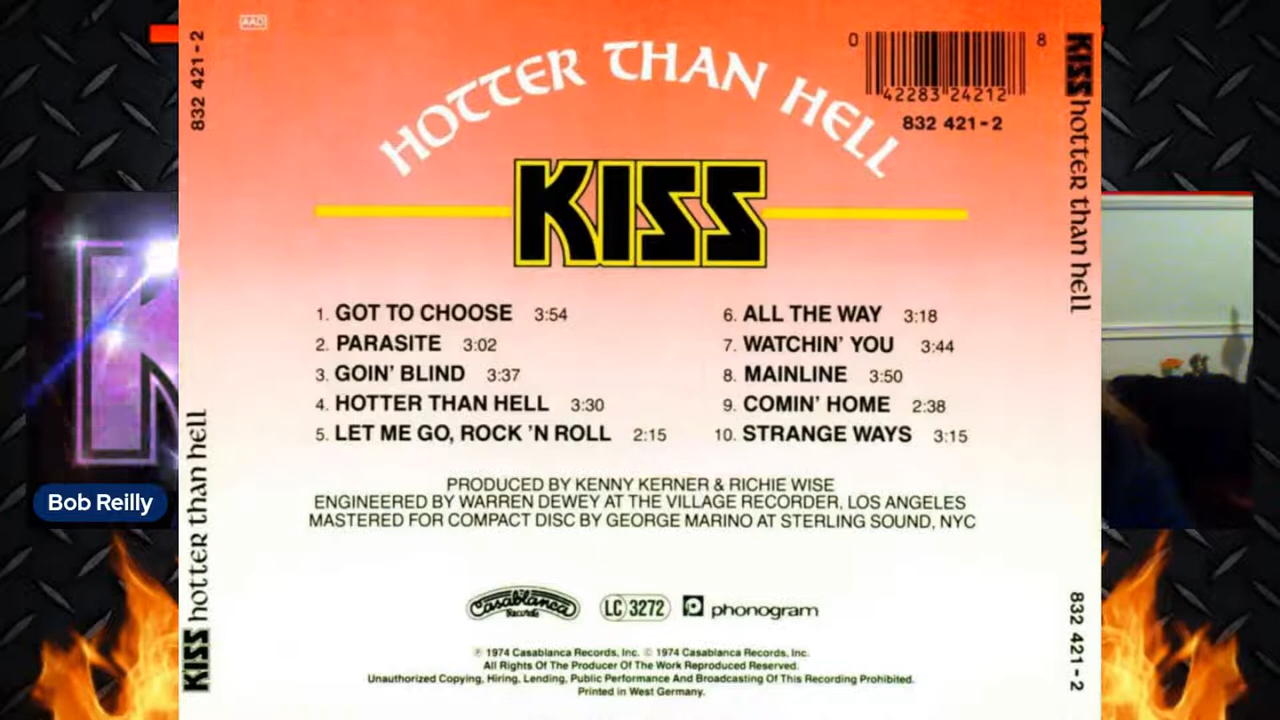 AAD
832 421-2
HOTTER THAN HELL
KISS
0 42283 24212 8
832 421-2
KISS hotter than hell
1. GOT TO CHOOSE 3:54
2. PARASITE 3:02
3. GOIN' BLIND 3:37
4. HOTTER THAN HELL 3:30
5. LET ME GO, ROCK 'N ROLL 2:15
6. ALL THE WAY 3:18
7. WATCHIN' YOU 3:44
8. MAINLINE 3:50
9. COMIN' HOME 2:38
10. STRANGE WAYS 3:15
PRODUCED BY KENNY KERNER & RICHIE WISE
ENGINEERED BY WARREN DEWEY AT THE VILLAGE RECORDER, LOS ANGELES
MASTERED FOR COMPACT DISC BY GEORGE MARINO AT STERLING SOUND, NYC
Bob Reilly
KISS hotter than hell
Casablanca
Records
LC 3272
phonogram
832 421-2
℗ 1974 Casablanca Records, Inc. © 1974 Casablanca Records, Inc.
All Rights Of The Producer Of The Work Reproduced Reserved.
Unauthorized Copying, Hiring, Lending, Public Performance And Broadcasting Of This Recording Prohibited.
Printed in West Germany.